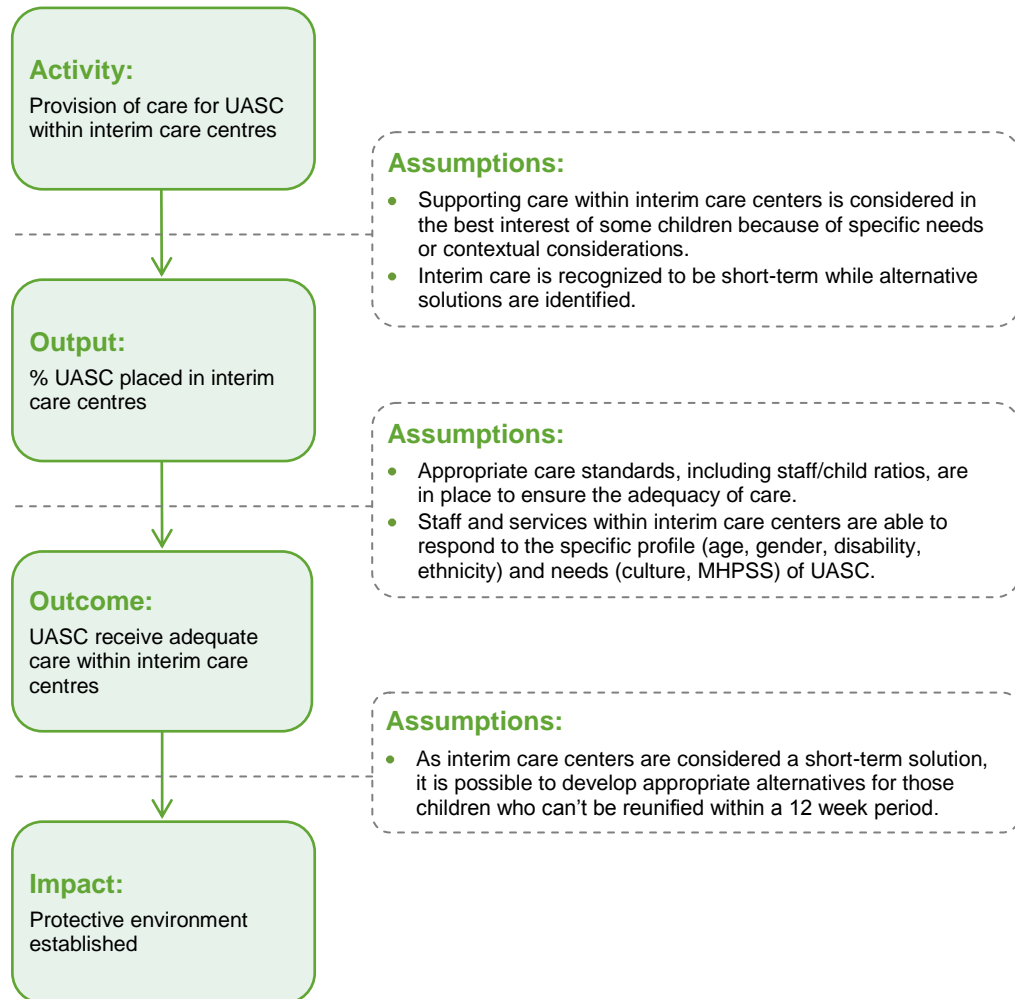 Activity:
Provision of care for UASC
within interim care centres
Assumptions:
• Supporting care within interim care centers is considered in
the best interest of some children because of specific needs
or contextual considerations.
• Interim care is recognized to be short-term while alternative
solutions are identified.
Output:
% UASC placed in interim
care centres
Assumptions:
• Appropriate care standards, including staff/child ratios, are
in place to ensure the adequacy of care.
• Staff and services within interim care centers are able to
respond to the specific profile (age, gender, disability,
ethnicity) and needs (culture, MHPSS) of UASC.
Outcome:
UASC receive adequate
care within interim care
centres
Assumptions:
• As interim care centers are considered a short-term solution,
it is possible to develop appropriate alternatives for those
children who can’t be reunified within a 12 week period.
Impact:
Protective environment
established